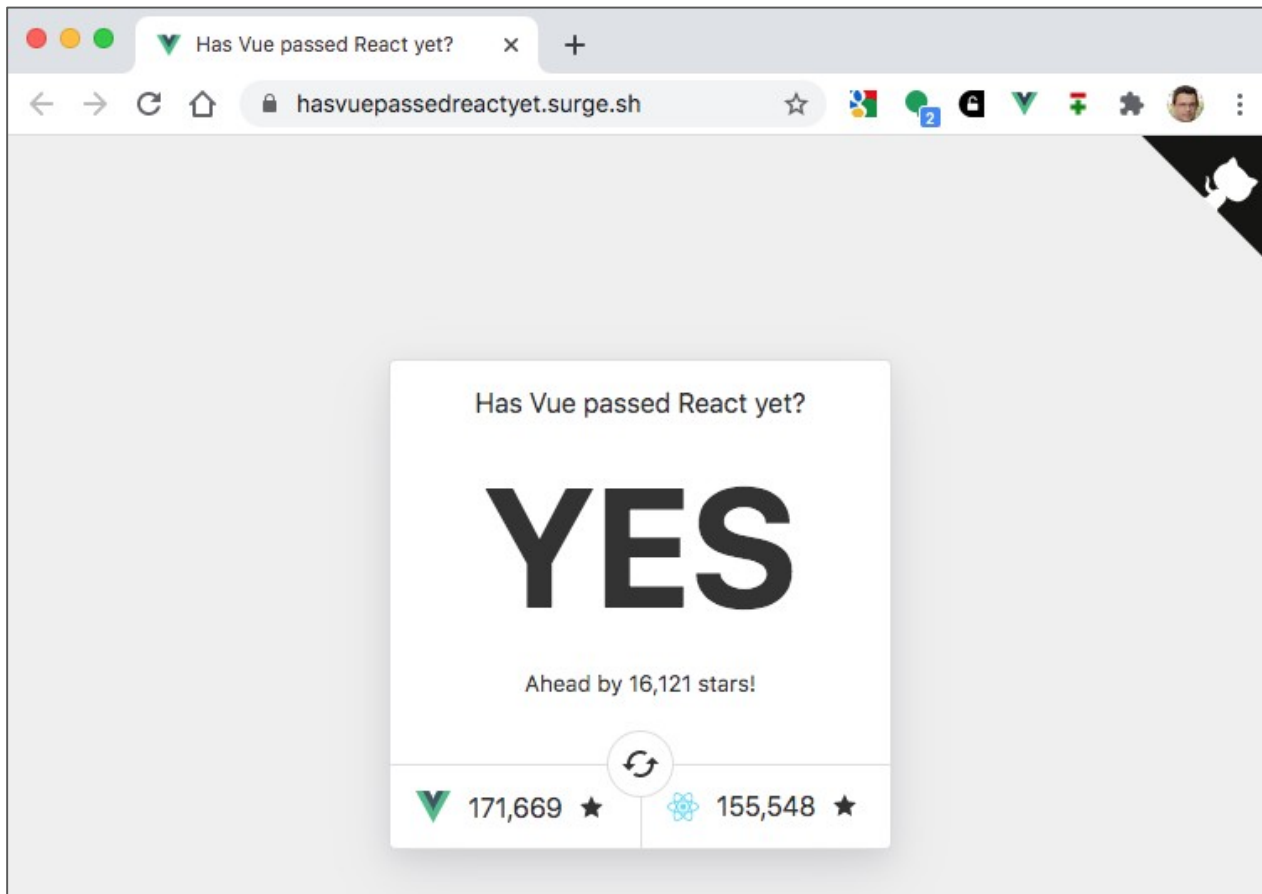 Has Vue passed React yet?
hasvuepassedreactyet.surge.sh
2
Has Vue passed React yet?
YES
Ahead by 16,121 stars!
171,669
155,548